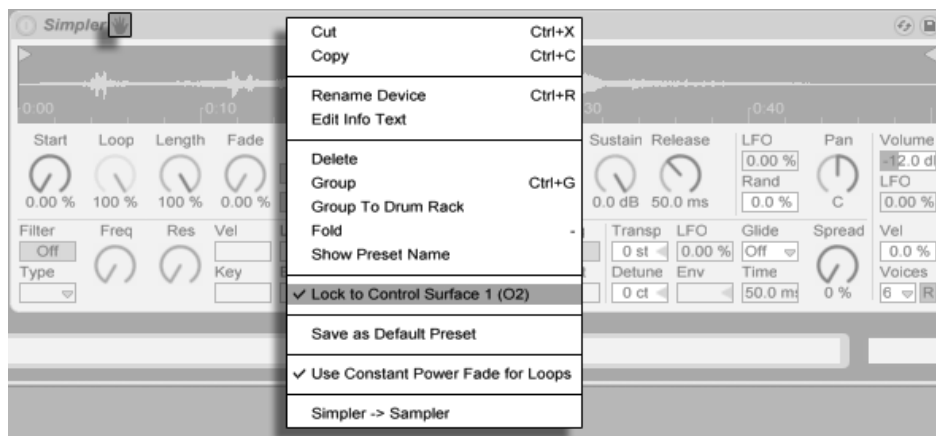 Simpler
Cut Ctrl+X
Copy Ctrl+C
Rename Device Ctrl+R
Edit Info Text
Delete
Group Ctrl+G
Group To Drum Rack
Fold -
Show Preset Name
✓ Lock to Control Surface 1 (O2)
Save as Default Preset
✓ Use Constant Power Fade for Loops
Simpler -> Sampler
0:00 0:10 30 0:40
Start Loop Length Fade
0.00 % 100 % 100 % 0.00 %
Filter Freq Res Vel
Off
Type Key
Sustain Release
0.0 dB 50.0 ms
LFO Pan Volume
0.00 % -12.0 d
Rand LFO
0.0 % C 0.00 %
Transp LFO Glide Spread Vel
0 st 0.00 % Off 0.0 %
Detune Env Time Voices
0 ct 50.0 m 0 % 6 R